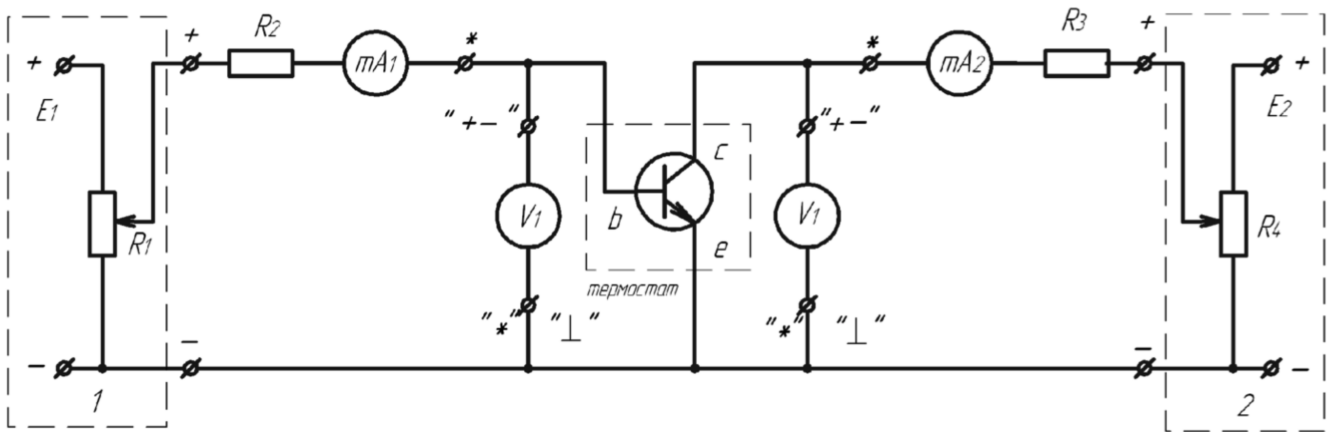 + R2 mA1 * * mA2 R3 +
+ E1 + E2
"+-" "+-"
c
R1 V1 b V1 R4
e
термостат
"*" "⊥" "*" "⊥"
- - - -
1 2